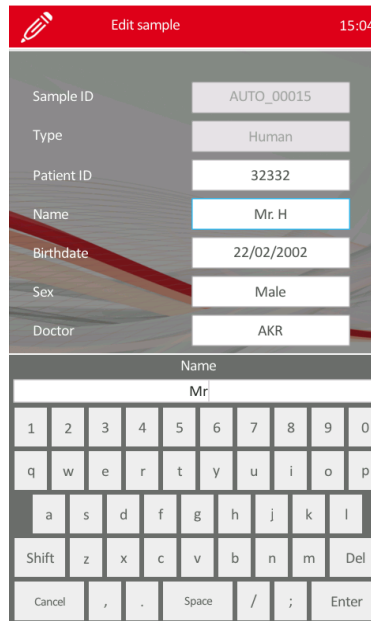 Edit sample 15:04
Sample ID AUTO_00015
Type Human
Patient ID 32332
Name Mr. H
Birthdate 22/02/2002
Sex Male
Doctor AKR
Name
Mr
1 2 3 4 5 6 7 8 9 0
q w e r t y u i o p
a s d f g h j k l
Shift z x c v b n m Del
Cancel , . Space / ; Enter